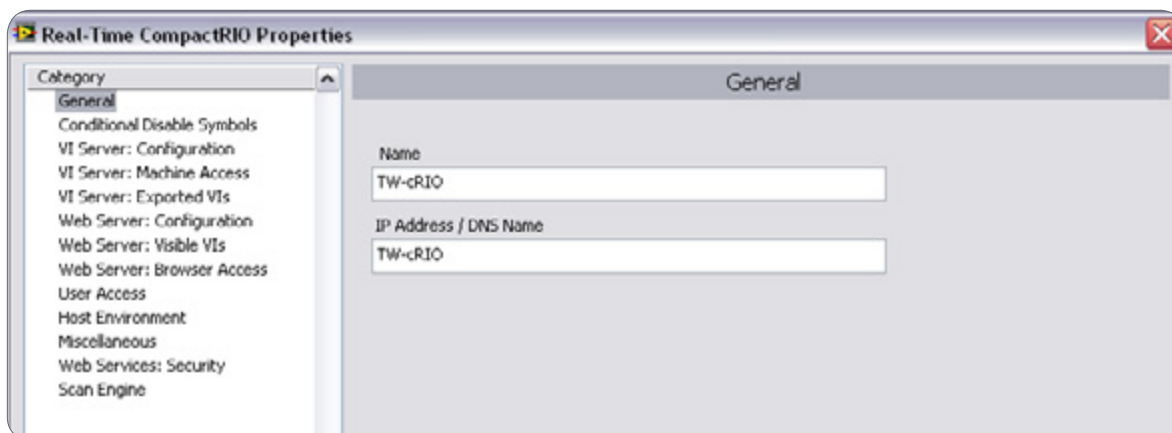 Real-Time CompactRIO Properties
Category
General
Conditional Disable Symbols
VI Server: Configuration
VI Server: Machine Access
VI Server: Exported VIs
Web Server: Configuration
Web Server: Visible VIs
Web Server: Browser Access
User Access
Host Environment
Miscellaneous
Web Services: Security
Scan Engine
General
Name
TW-cRIO
IP Address / DNS Name
TW-cRIO